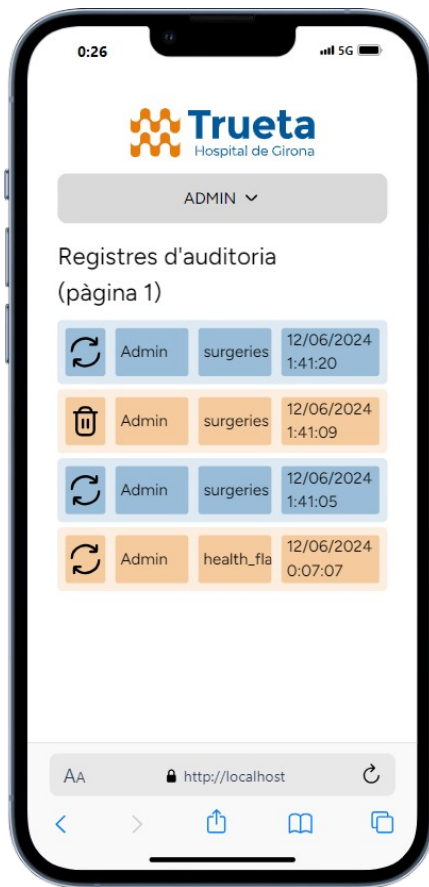 0:26
5G
Trueta
Hospital de Girona
ADMIN
Registres d'auditoria
(pàgina 1)
Admin surgeries 12/06/2024
1:41:20
Admin surgeries 12/06/2024
1:41:09
Admin surgeries 12/06/2024
1:41:05
Admin health_fla 12/06/2024
0:07:07
AA http://localhost